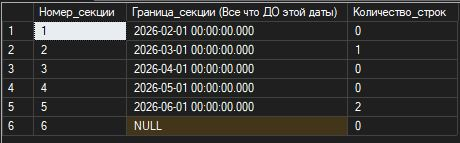 Номер_секции Граница_секции (Все что ДО этой даты) Количество_строк
1 1 2026-02-01 00:00:00.000 0
2 2 2026-03-01 00:00:00.000 1
3 3 2026-04-01 00:00:00.000 0
4 4 2026-05-01 00:00:00.000 0
5 5 2026-06-01 00:00:00.000 2
6 6 NULL 0